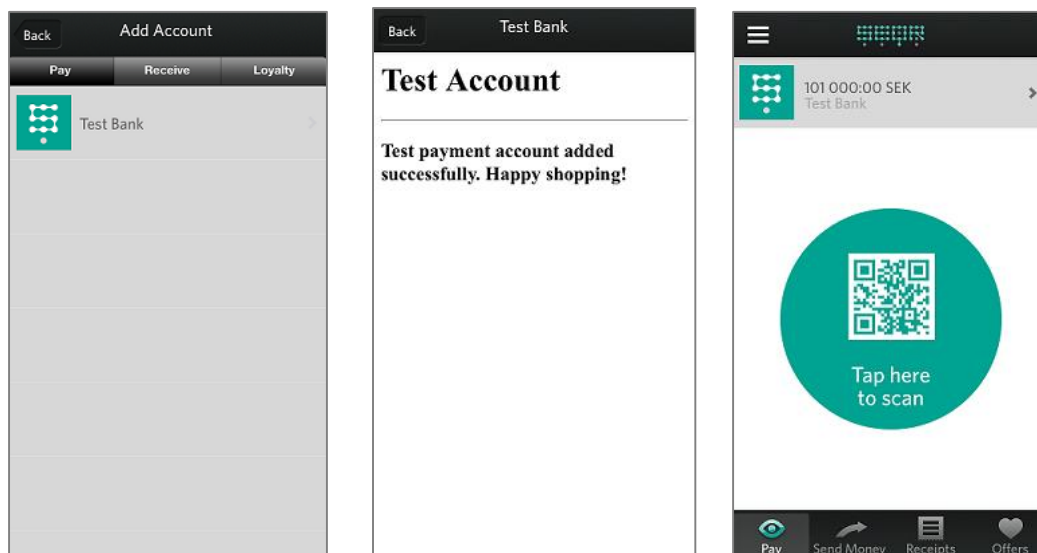 Back
Add Account
Pay
Receive
Loyalty
Test Bank
Back
Test Bank
Test Account
Test payment account added
successfully. Happy shopping!
SEQR
101 000:00 SEK
Test Bank
Tap here
to scan
Pay
Send Money
Receipts
Offers